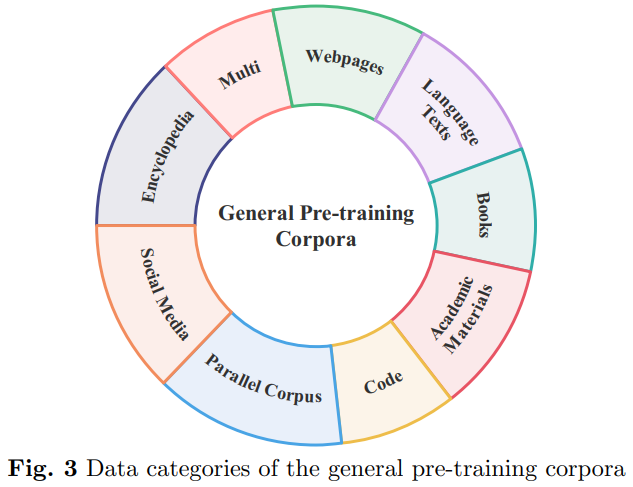 Webpages
Language
Texts
Books
Academic
Materials
Code
Parallel Corpus
Social Media
Encyclopedia
Multi
General Pre-training
Corpora
Fig. 3 Data categories of the general pre-training corpora